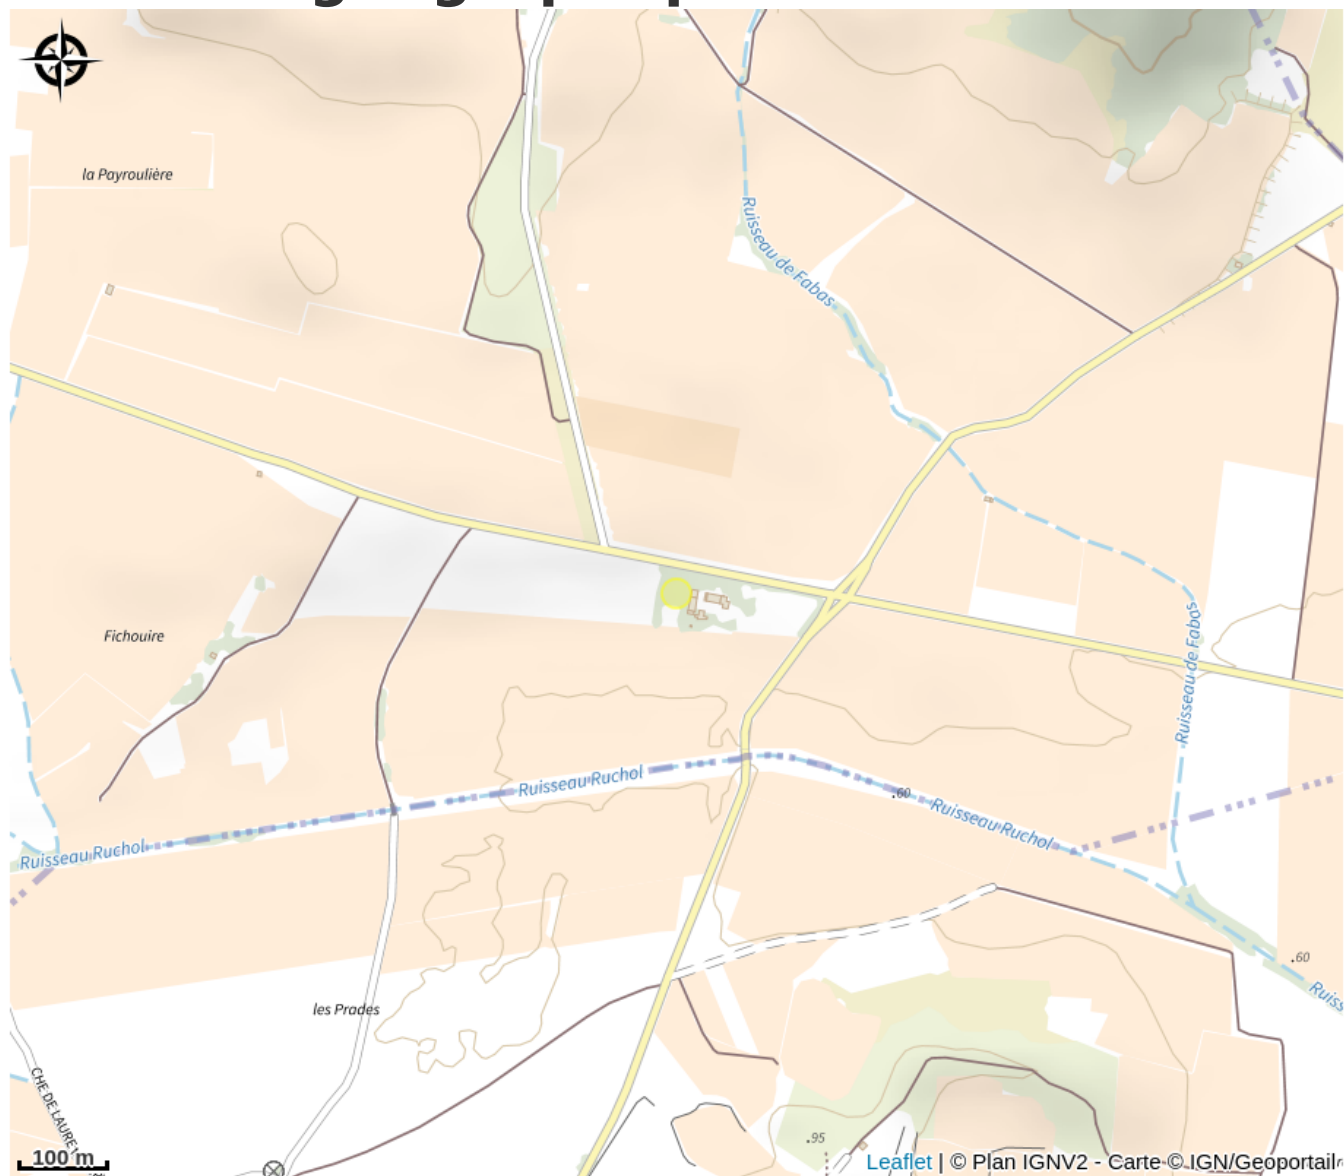 la Payroulière
Ruisseau de Fabas
Fichouire
Ruisseau de Fabas
Ruisseau Ruchol
.60
Ruisseau Ruchol
Ruisseau Ruchol
.60
Ruiss
les Prades
CHE DE LAURE
.95
100 m
Leaflet | © Plan IGNV2 - Carte © IGN/Geoportail